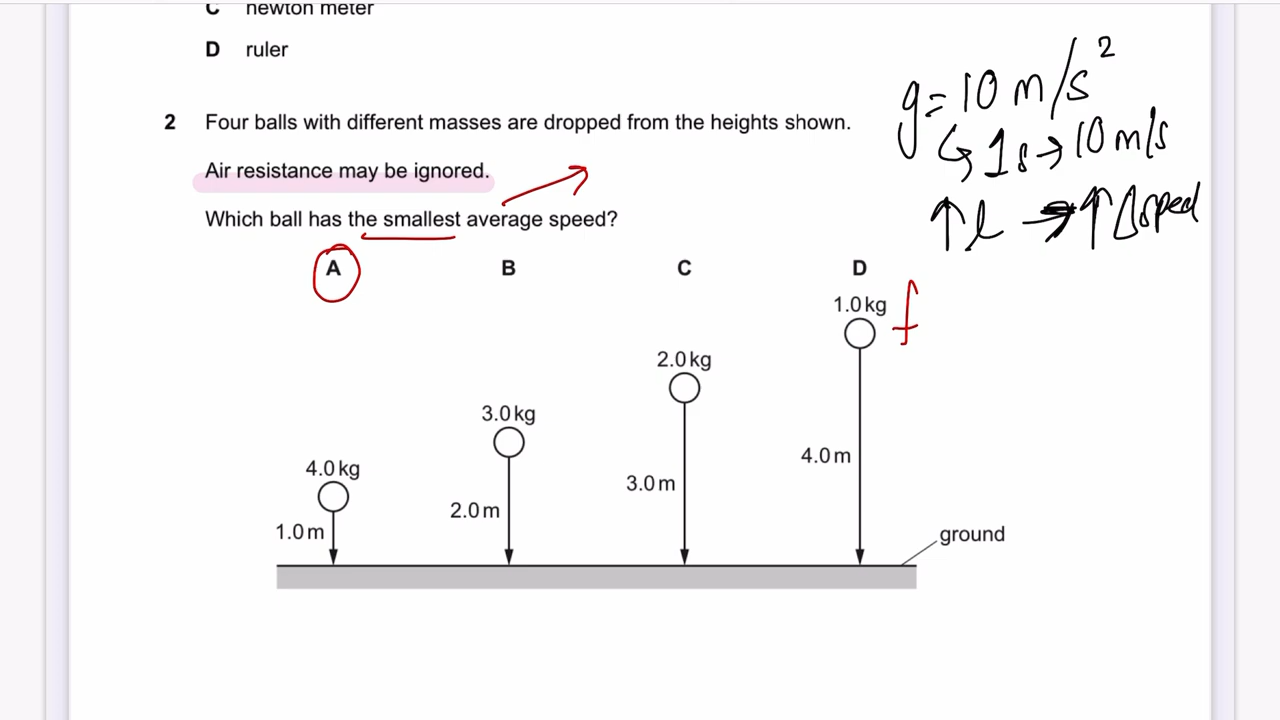 C newton meter
D ruler
2 Four balls with different masses are dropped from the heights shown.
Air resistance may be ignored.
Which ball has the smallest average speed?
g = 10 m/s²
↳ 1s → 10 m/s
↑ l → ↑ Δspeed
A B C D
1.0 kg
f
2.0 kg
3.0 kg
4.0 kg
4.0 m
3.0 m
2.0 m
1.0 m
ground